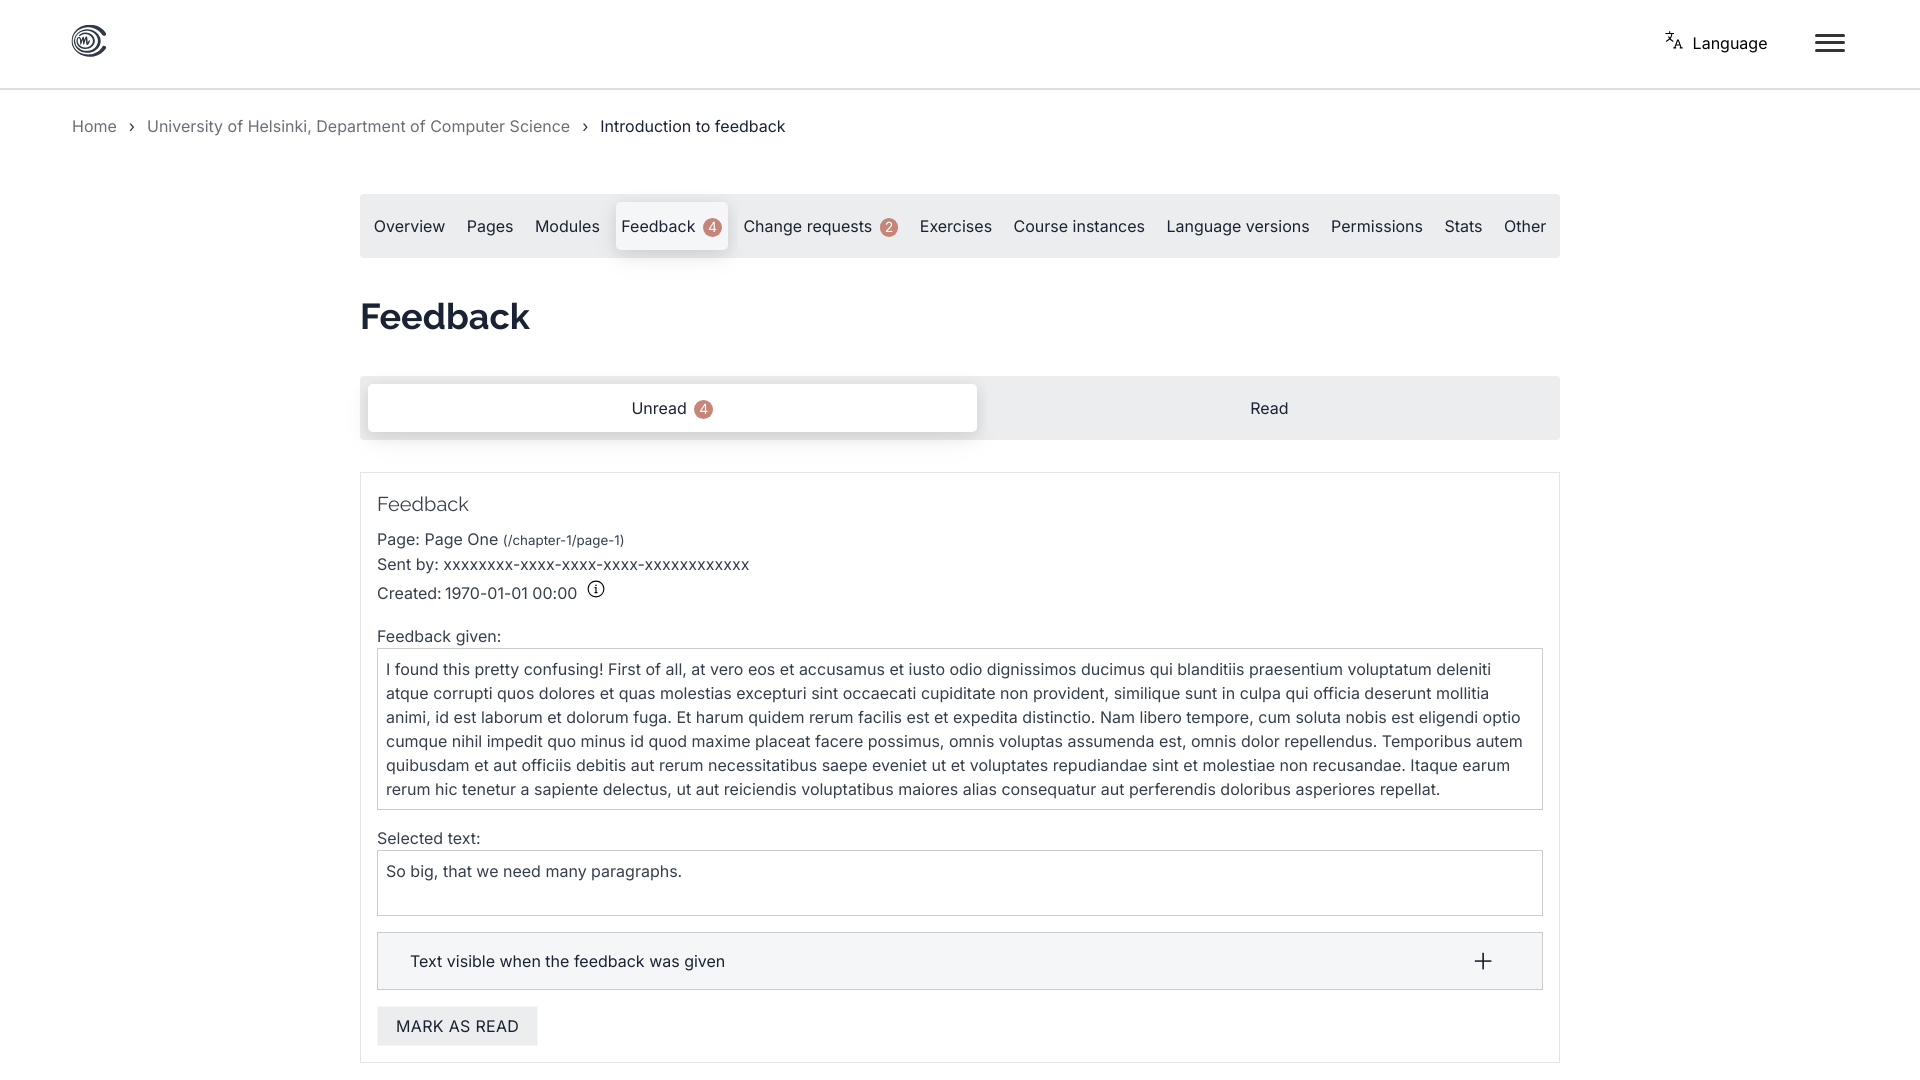 Language
Home › University of Helsinki, Department of Computer Science › Introduction to feedback
Overview Pages Modules Feedback 4 Change requests 2 Exercises Course instances Language versions Permissions Stats Other
Feedback
Unread 4 Read
Feedback
Page: Page One (/chapter-1/page-1)
Sent by: xxxxxxxx-xxxx-xxxx-xxxx-xxxxxxxxxxxx
Created: 1970-01-01 00:00
Feedback given:
I found this pretty confusing! First of all, at vero eos et accusamus et iusto odio dignissimos ducimus qui blanditiis praesentium voluptatum deleniti
atque corrupti quos dolores et quas molestias excepturi sint occaecati cupiditate non provident, similique sunt in culpa qui officia deserunt mollitia
animi, id est laborum et dolorum fuga. Et harum quidem rerum facilis est et expedita distinctio. Nam libero tempore, cum soluta nobis est eligendi optio
cumque nihil impedit quo minus id quod maxime placeat facere possimus, omnis voluptas assumenda est, omnis dolor repellendus. Temporibus autem
quibusdam et aut officiis debitis aut rerum necessitatibus saepe eveniet ut et voluptates repudiandae sint et molestiae non recusandae. Itaque earum
rerum hic tenetur a sapiente delectus, ut aut reiciendis voluptatibus maiores alias consequatur aut perferendis doloribus asperiores repellat.
Selected text:
So big, that we need many paragraphs.
Text visible when the feedback was given
MARK AS READ